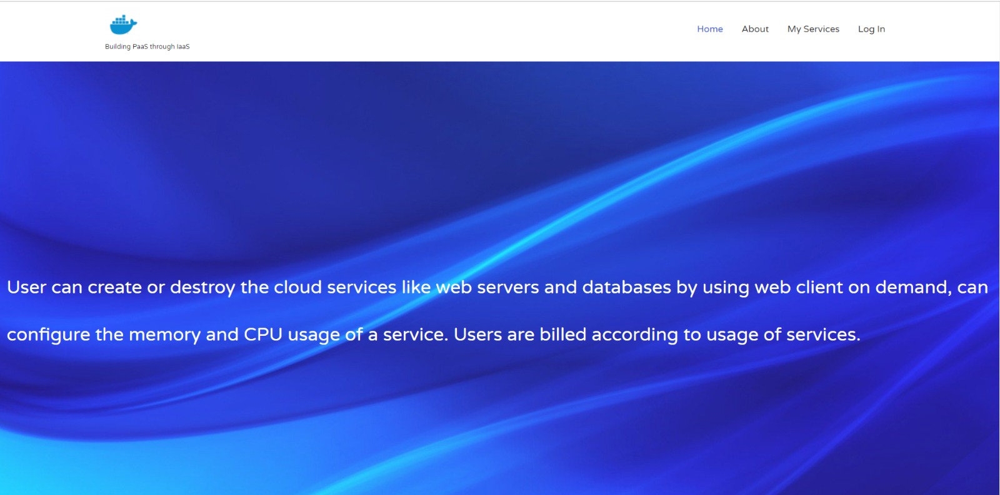 Building PaaS through IaaS
Home About My Services Log In
User can create or destroy the cloud services like web servers and databases by using web client on demand, can
configure the memory and CPU usage of a service. Users are billed according to usage of services.